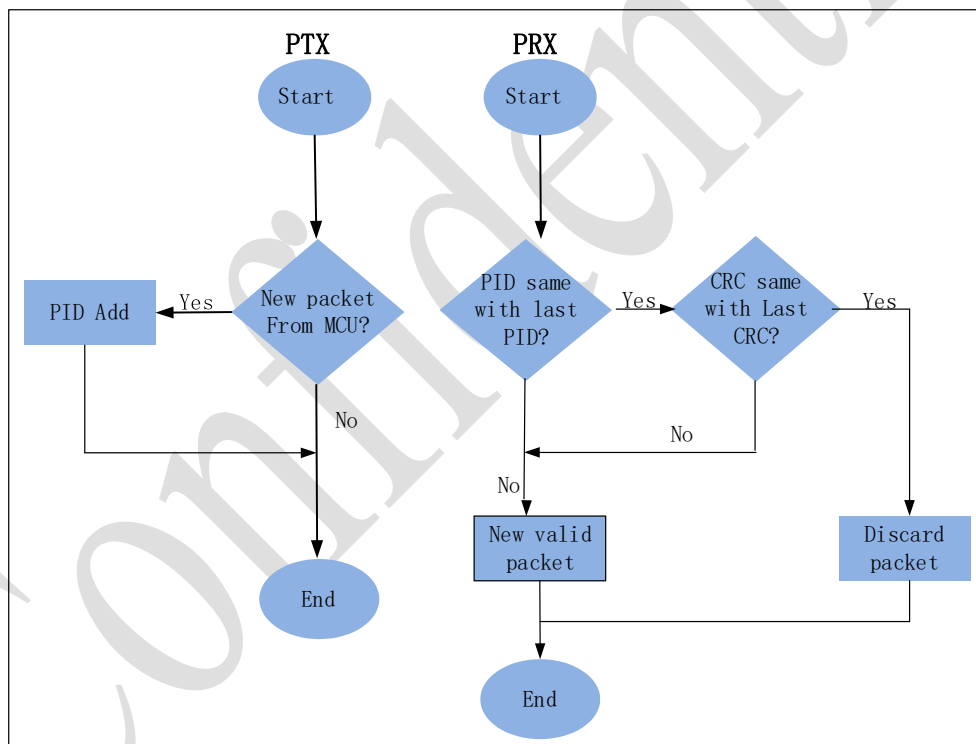 PTX
Start
New packet
From MCU?
Yes
PID Add
No
End
PRX
Start
PID same
with last
PID?
Yes
CRC same
with Last
CRC?
Yes
No
No
New valid
packet
Discard
packet
End
Confidenti